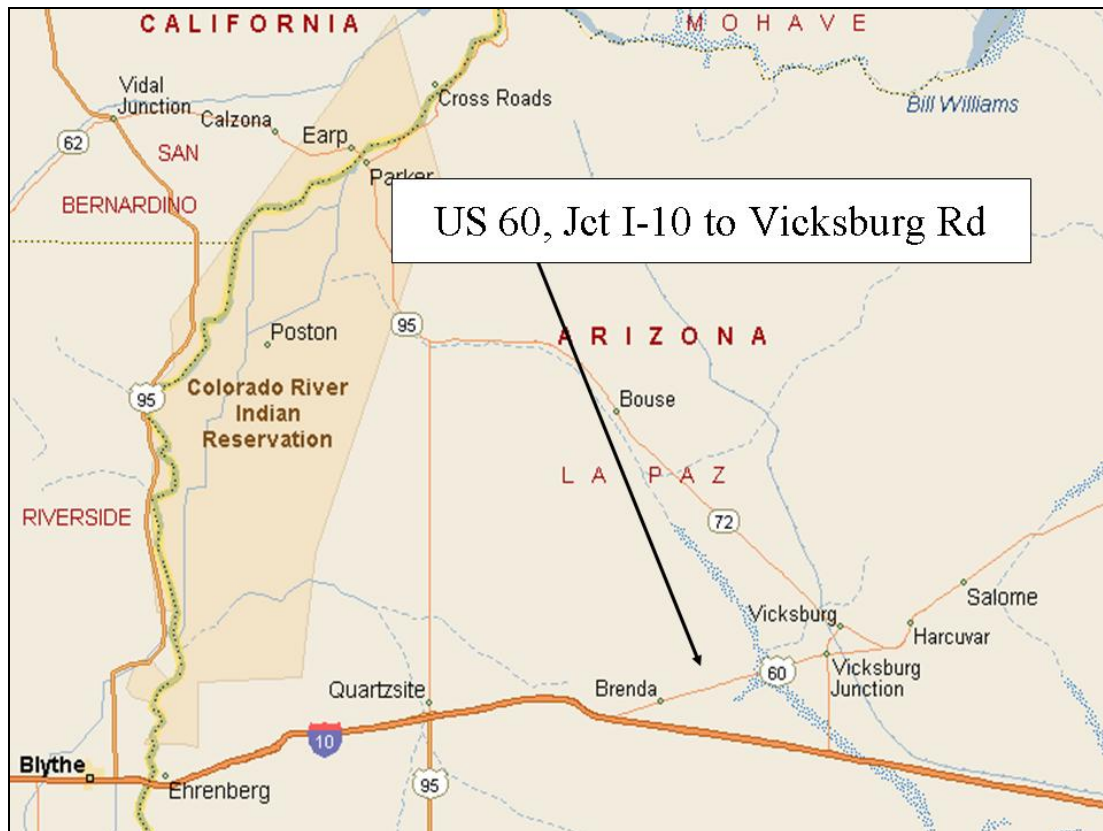 CALIFORNIA
MOHAVE
Vidal
Junction
Cross Roads
Bill Williams
Calzona
Earp
62
SAN
Parker
BERNARDINO
US 60, Jct I-10 to Vicksburg Rd
95
ARIZONA
Poston
Colorado River
Indian
Reservation
95
Bouse
LA PAZ
RIVERSIDE
72
Salome
Vicksburg
Harcuvar
Vicksburg
Junction
60
Quartzsite
Brenda
10
Blythe
Ehrenberg
95